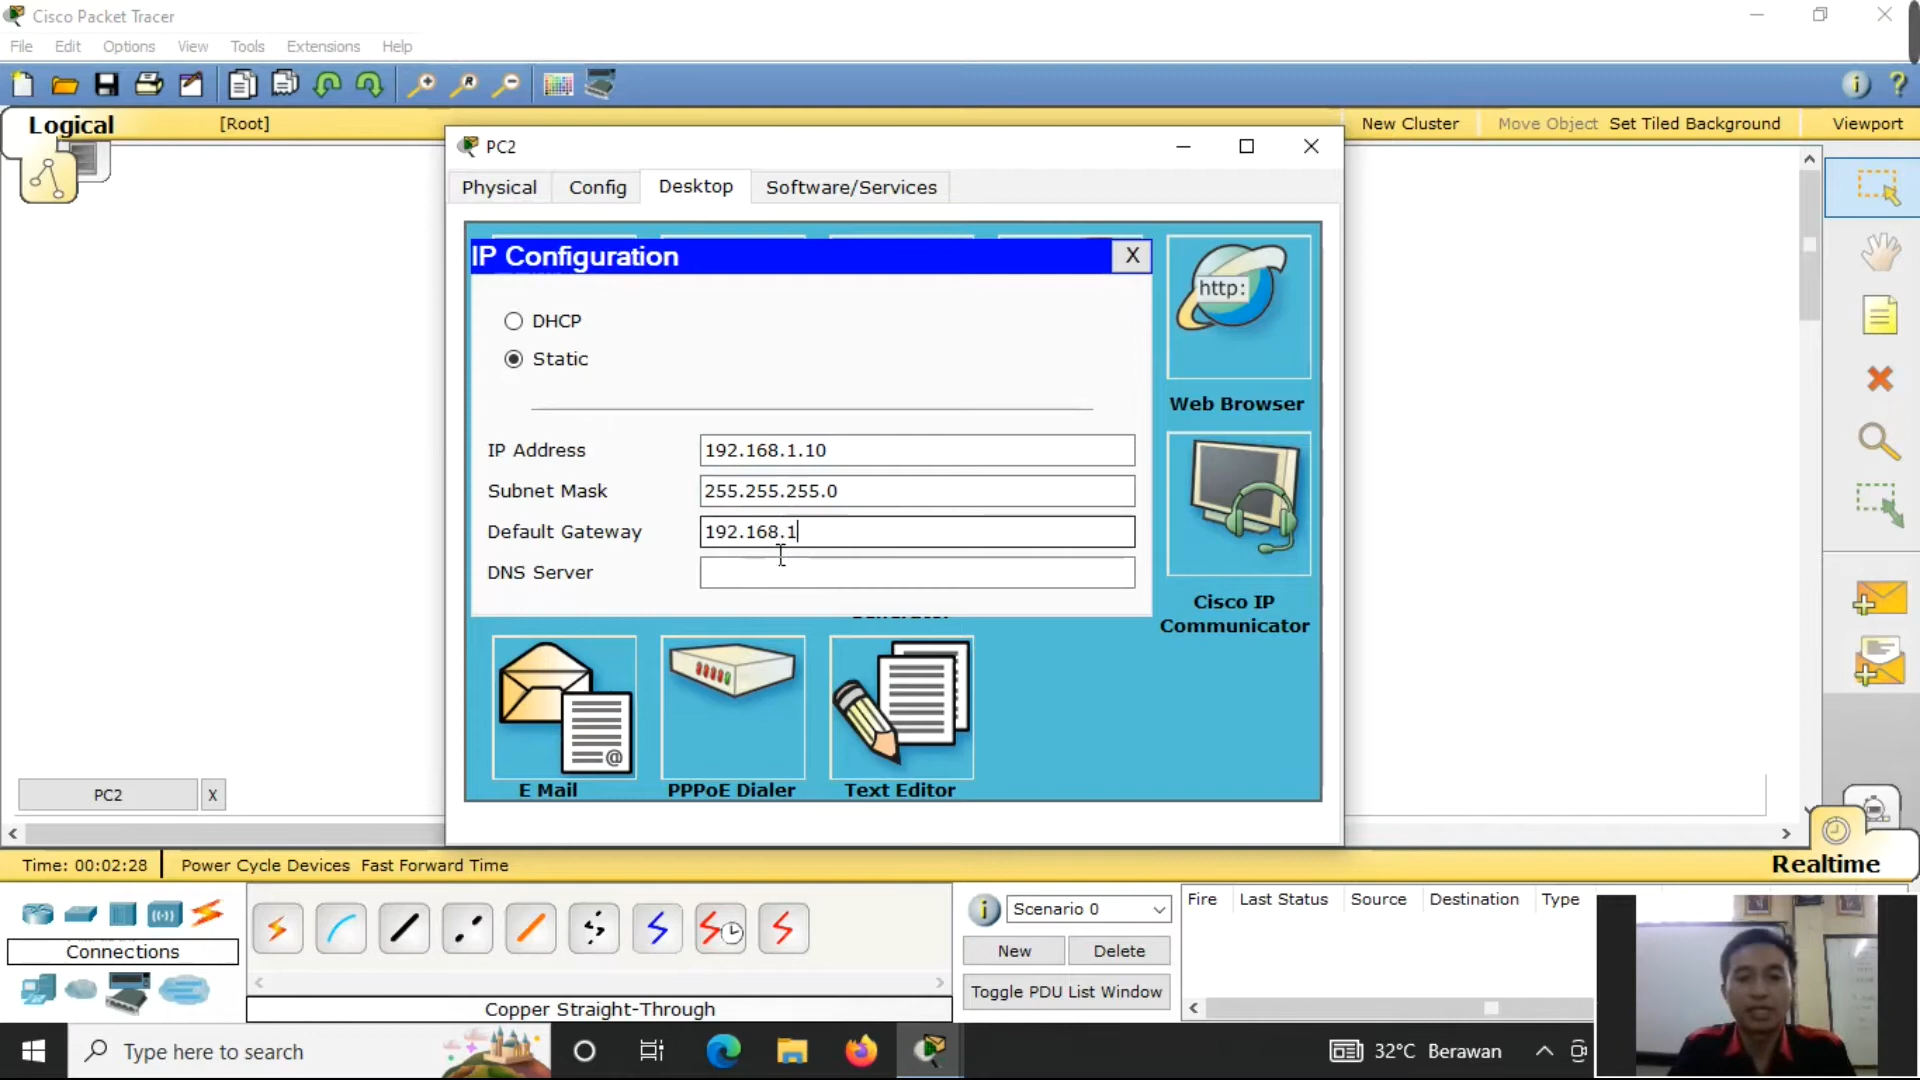 Cisco Packet Tracer
File Edit Options View Tools Extensions Help
Logical [Root] New Cluster Move Object Set Tiled Background Viewport
PC2
Physical Config Desktop Software/Services
IP Configuration X
DHCP
Static
IP Address 192.168.1.10
Subnet Mask 255.255.255.0
Default Gateway 192.168.1
DNS Server
http:
Web Browser
Cisco IP
Communicator
E Mail PPPoE Dialer Text Editor
PC2 X
Time: 00:02:28 Power Cycle Devices Fast Forward Time Realtime
Connections
Copper Straight-Through
Scenario 0
New Delete
Toggle PDU List Window
Fire Last Status Source Destination Type
Type here to search
32°C Berawan